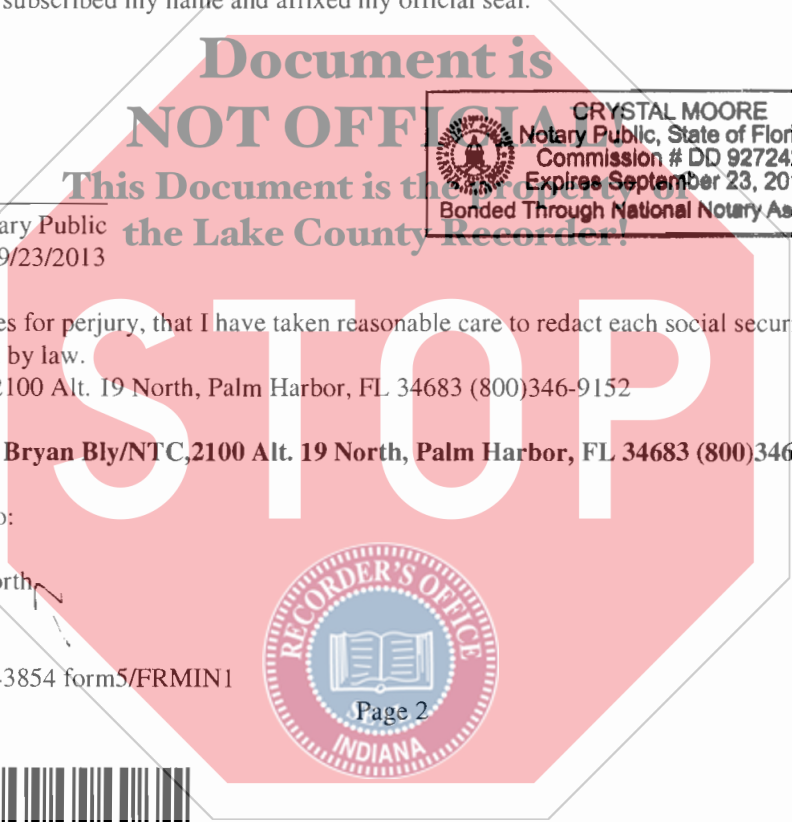 subscribed my name and affixed my official seal.
Document is
NOT OFFICIAL!
This Document is the property of
the Lake County Recorder!
CRYSTAL MOORE
Notary Public, State of Flori
Commission # DD 92724
Expires September 23, 20
Bonded Through National Notary As
ary Public
9/23/2013
es for perjury, that I have taken reasonable care to redact each social secur
by law.
2100 Alt. 19 North, Palm Harbor, FL 34683 (800)346-9152
Bryan Bly/NTC,2100 Alt. 19 North, Palm Harbor, FL 34683 (800)346
o:
orth
STOP
-3854 form5/FRMIN1
RECORDER'S OFFICE
SEAL
Page 2
INDIANA